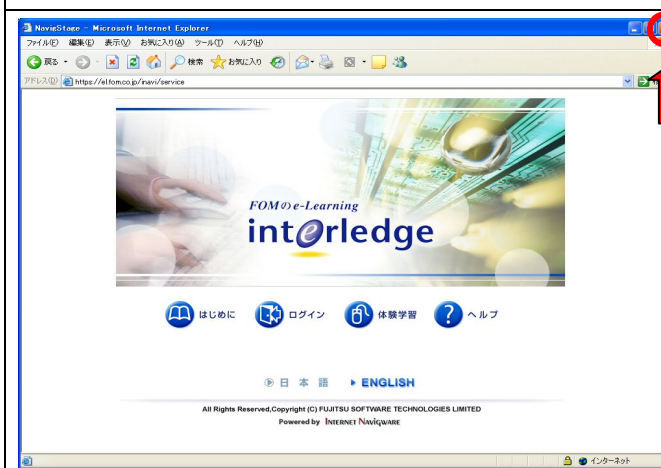 NavigStage - Microsoft Internet Explorer
ファイル(F) 編集(E) 表示(V) お気に入り(A) ツール(T) ヘルプ(H)
戻る 検索 お気に入り
アドレス(D) https://el.fom.co.jp/inavi/service
FOMのe-Learning
interledge
はじめに ログイン 体験学習 ヘルプ
日本語 ENGLISH
All Rights Reserved,Copyright (C) FUJITSU SOFTWARE TECHNOLOGIES LIMITED
Powered by INTERNET NAVIGWARE
インターネット